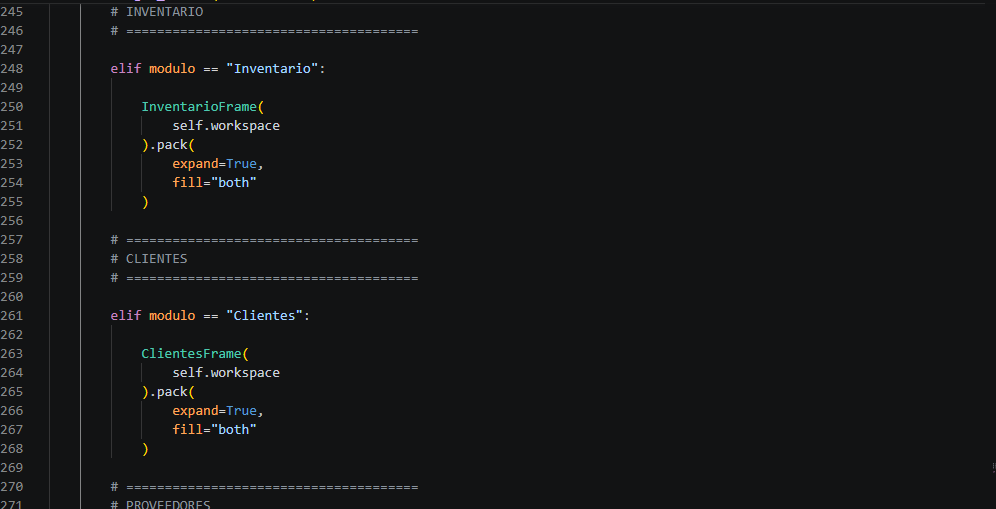 245 # INVENTARIO
246 # ======================================
247
248 elif modulo == "Inventario":
249
250 InventarioFrame(
251 self.workspace
252 ).pack(
253 expand=True,
254 fill="both"
255 )
256
257 # ======================================
258 # CLIENTES
259 # ======================================
260
261 elif modulo == "Clientes":
262
263 ClientesFrame(
264 self.workspace
265 ).pack(
266 expand=True,
267 fill="both"
268 )
269
270 # ======================================
271 # PROVEEDORES